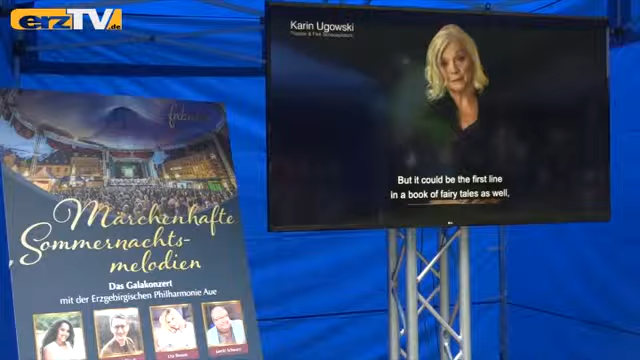 erzTV.de
Karin Ugowski
But it could be the first line
in a book of fairy tales as well,
fabulix
Märchenhafte
Sommernachts-
melodien
Das Galakonzert
mit der Erzgebirgischen Philharmonie Aue